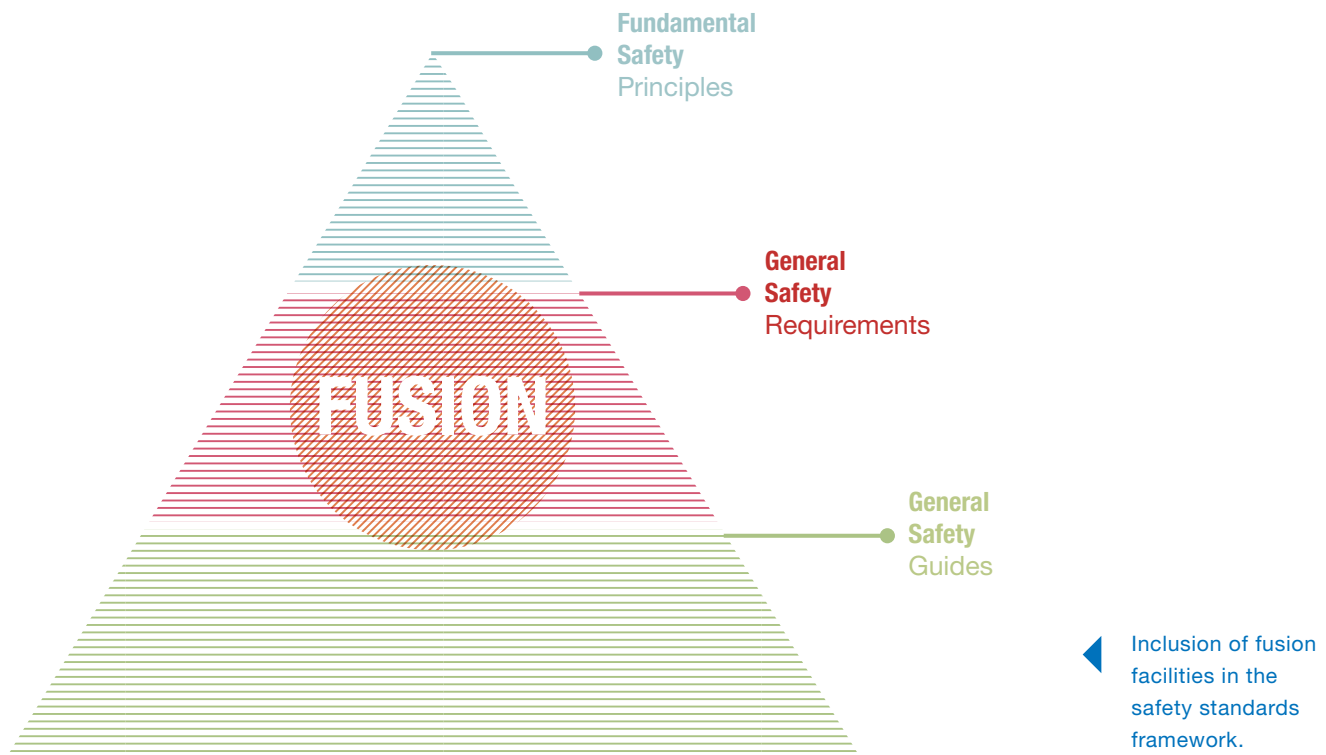 Fundamental
Safety
Principles
General
Safety
Requirements
FUSION
General
Safety
Guides
Inclusion of fusion
facilities in the
safety standards
framework.